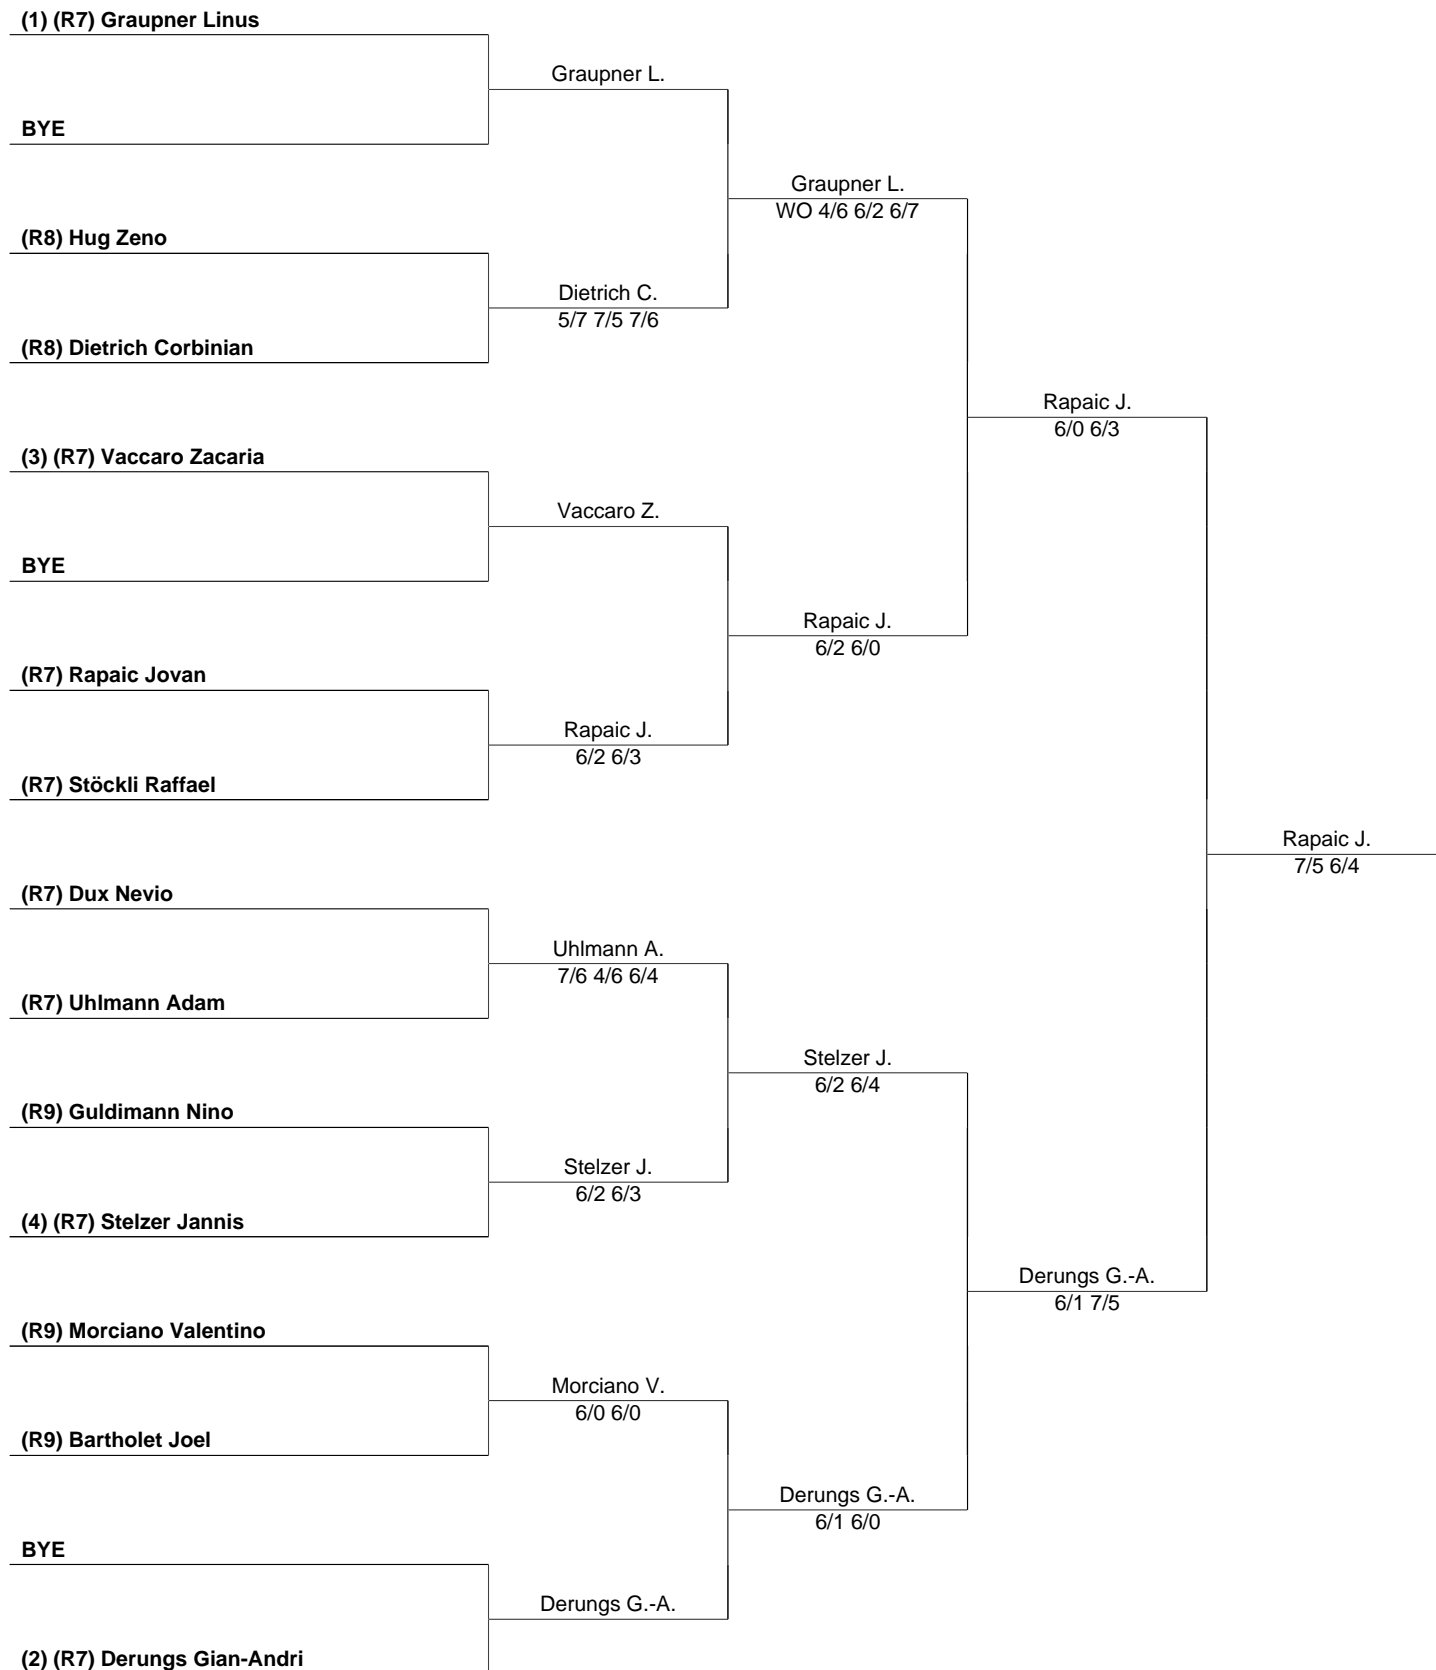 (1) (R7) Graupner Linus
Graupner L.
BYE
Graupner L.
WO 4/6 6/2 6/7
(R8) Hug Zeno
Dietrich C.
5/7 7/5 7/6
(R8) Dietrich Corbinian
Rapaic J.
6/0 6/3
(3) (R7) Vaccaro Zacaria
Vaccaro Z.
BYE
Rapaic J.
6/2 6/0
(R7) Rapaic Jovan
Rapaic J.
6/2 6/3
(R7) Stöckli Raffael
Rapaic J.
7/5 6/4
(R7) Dux Nevio
Uhlmann A.
7/6 4/6 6/4
(R7) Uhlmann Adam
Stelzer J.
6/2 6/4
(R9) Guldimann Nino
Stelzer J.
6/2 6/3
(4) (R7) Stelzer Jannis
Derungs G.-A.
6/1 7/5
(R9) Morciano Valentino
Morciano V.
6/0 6/0
(R9) Bartholet Joel
Derungs G.-A.
6/1 6/0
BYE
Derungs G.-A.
(2) (R7) Derungs Gian-Andri